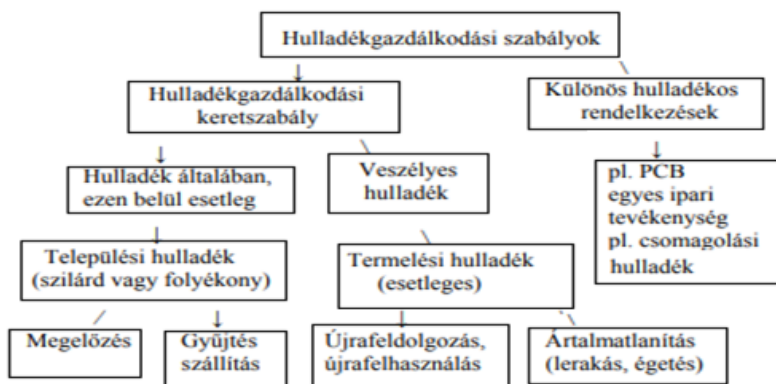 Hulladékgazdálkodási szabályok
Hulladékgazdálkodási
keretszabály
Különös hulladékos
rendelkezések
Hulladék általában,
ezen belül esetleg
Veszélyes
hulladék
pl. PCB
egyes ipari
tevékenység
pl. csomagolási
hulladék
Települési hulladék
(szilárd vagy folyékony)
Termelési hulladék
(esetleges)
Megelőzés
Gyűjtés
szállítás
Újrafeldolgozás,
újrafelhasználás
Ártalmatlanítás
(lerakás, égetés)